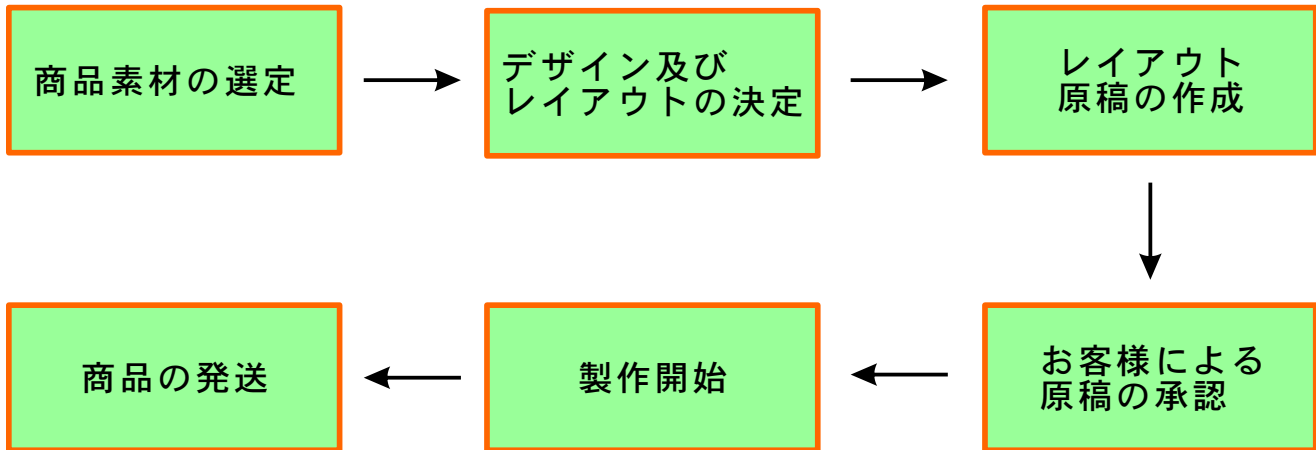 商品素材の選定
デザイン及び
レイアウトの決定
レイアウト
原稿の作成
お客様による
原稿の承認
製作開始
商品の発送